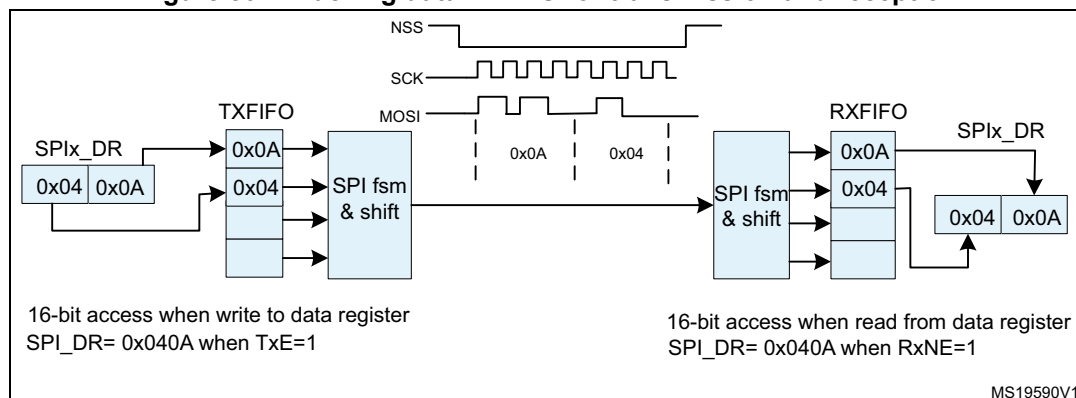 NSS
SCK
MOSI
TXFIFO
RXFIFO
SPIx_DR
SPIx_DR
0x0A
0x04
0x04 0x0A
SPI fsm
& shift
0x0A
0x04
SPI fsm
& shift
0x0A
0x04
0x04 0x0A
16-bit access when write to data register
SPI_DR= 0x040A when TxE=1
16-bit access when read from data register
SPI_DR= 0x040A when RxNE=1
MS19590V1